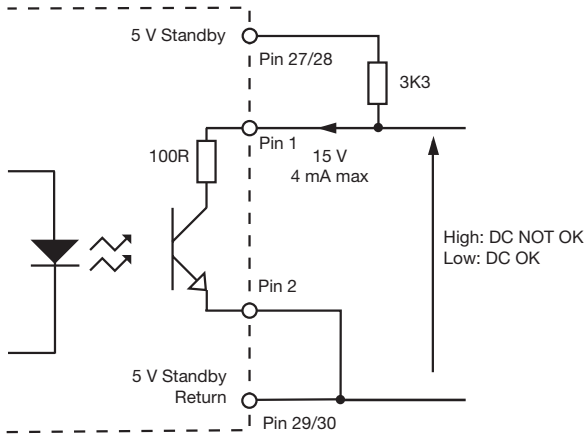 5 V Standby
Pin 27/28
3K3
Pin 1
100R
15 V
4 mA max
High: DC NOT OK
Low: DC OK
Pin 2
5 V Standby
Return
Pin 29/30